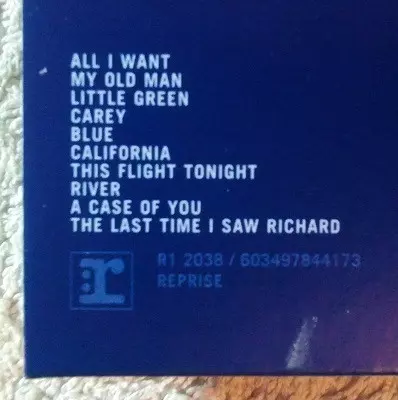 ALL I WANT
MY OLD MAN
LITTLE GREEN
CAREY
BLUE
CALIFORNIA
THIS FLIGHT TONIGHT
RIVER
A CASE OF YOU
THE LAST TIME I SAW RICHARD
:r
R1 2038 / 603497844173
REPRISE